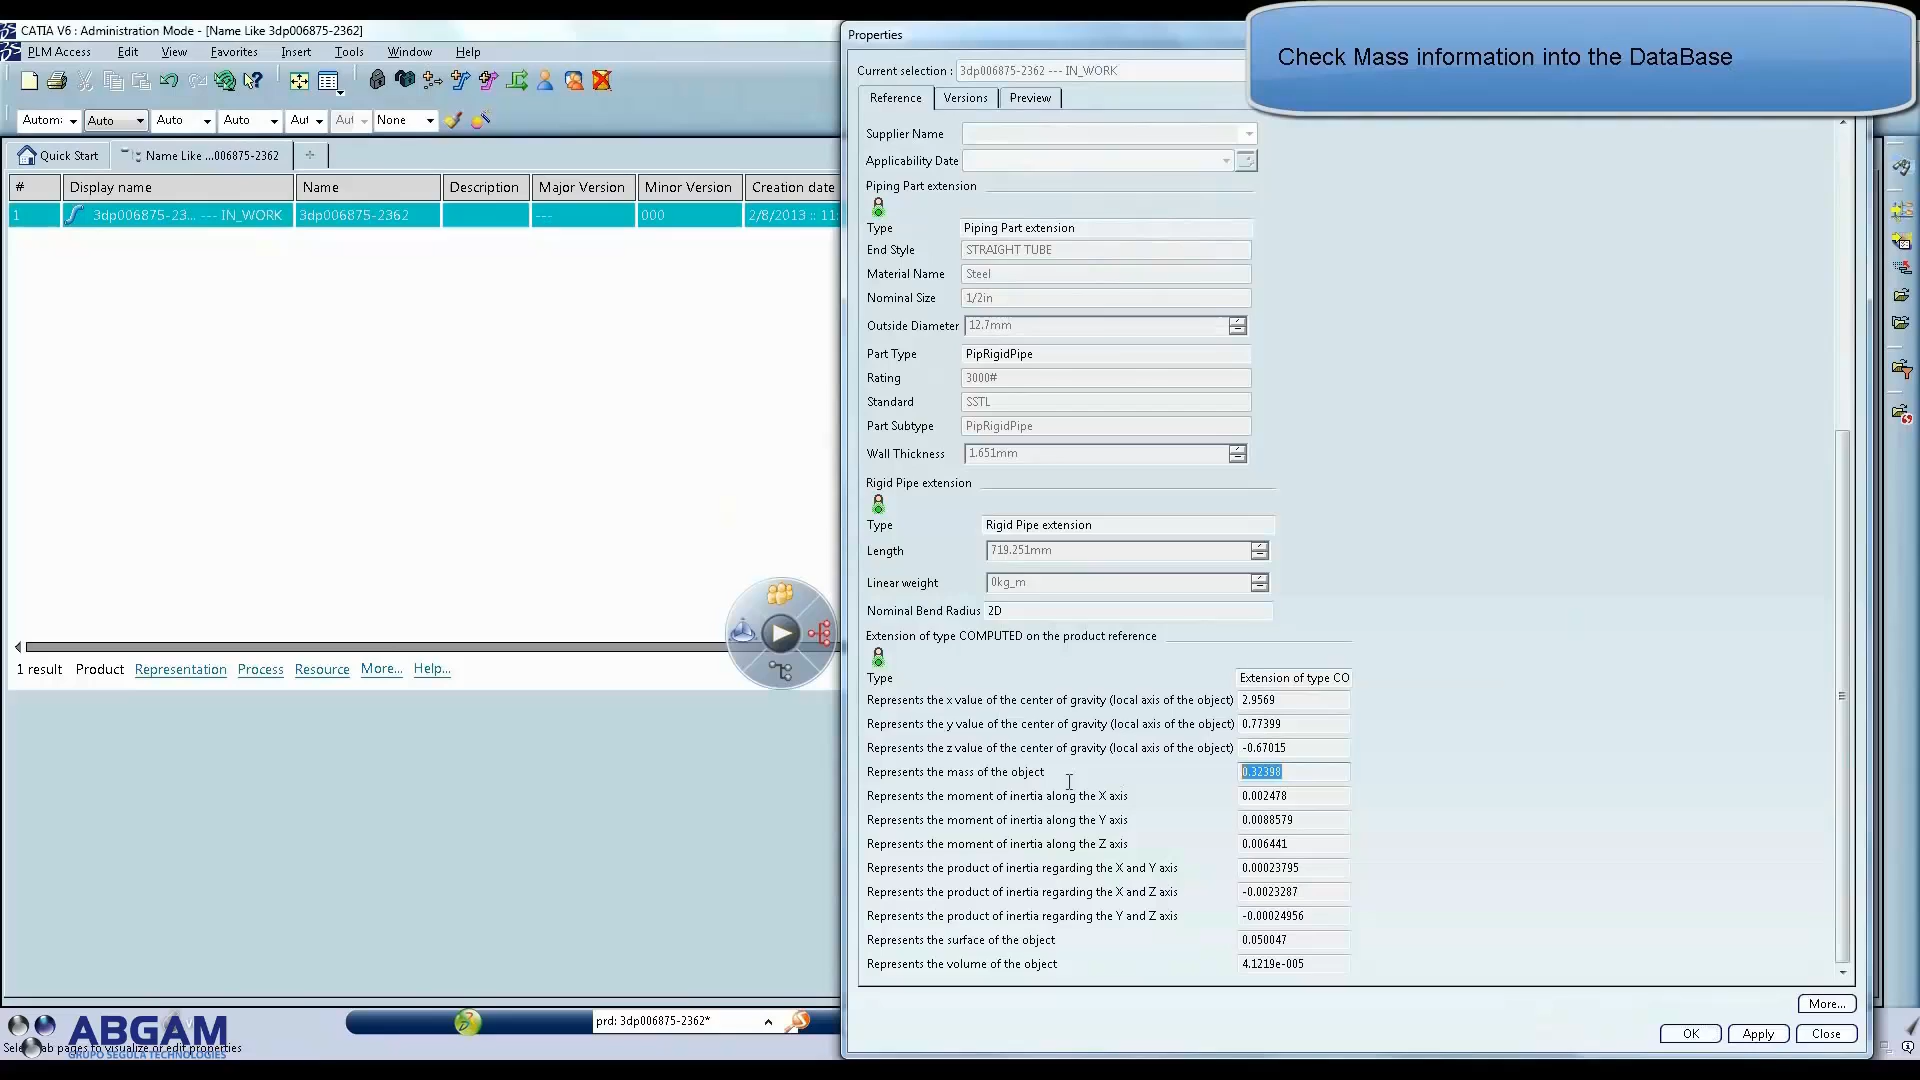 CATIA V6 : Administration Mode - [Name Like 3dp006875-2362]
PLM Access Edit View Favorites Insert Tools Window Help
Autom: Auto Auto Auto Aut Aut None
Quick Start Name Like ...006875-2362
# Display name Name Description Major Version Minor Version Creation date
1 3dp006875-23... --- IN_WORK 3dp006875-2362 --- 000 2/8/2013 :: 11:
1 result Product Representation Process Resource More... Help...
prd: 3dp006875-2362*
ABGAM
GRUPO SEGULA TECHNOLOGIES
ab pages to visualize or edit properties
Check Mass information into the DataBase
Properties
Current selection : 3dp006875-2362 --- IN_WORK
Reference Versions Preview
Supplier Name
Applicability Date
Piping Part extension
Type Piping Part extension
End Style STRAIGHT TUBE
Material Name Steel
Nominal Size 1/2in
Outside Diameter 12.7mm
Part Type PipRigidPipe
Rating 3000#
Standard SSTL
Part Subtype PipRigidPipe
Wall Thickness 1.651mm
Rigid Pipe extension
Type Rigid Pipe extension
Length 719.251mm
Linear weight 0kg_m
Nominal Bend Radius 2D
Extension of type COMPUTED on the product reference
Type Extension of type CO
Represents the x value of the center of gravity (local axis of the object) 2.9569
Represents the y value of the center of gravity (local axis of the object) 0.77399
Represents the z value of the center of gravity (local axis of the object) -0.67015
Represents the mass of the object 0.32398
Represents the moment of inertia along the X axis 0.002478
Represents the moment of inertia along the Y axis 0.0088579
Represents the moment of inertia along the Z axis 0.006441
Represents the product of inertia regarding the X and Y axis 0.00023795
Represents the product of inertia regarding the X and Z axis -0.0023287
Represents the product of inertia regarding the Y and Z axis -0.00024956
Represents the surface of the object 0.050047
Represents the volume of the object 4.1219e-005
More...
OK Apply Close